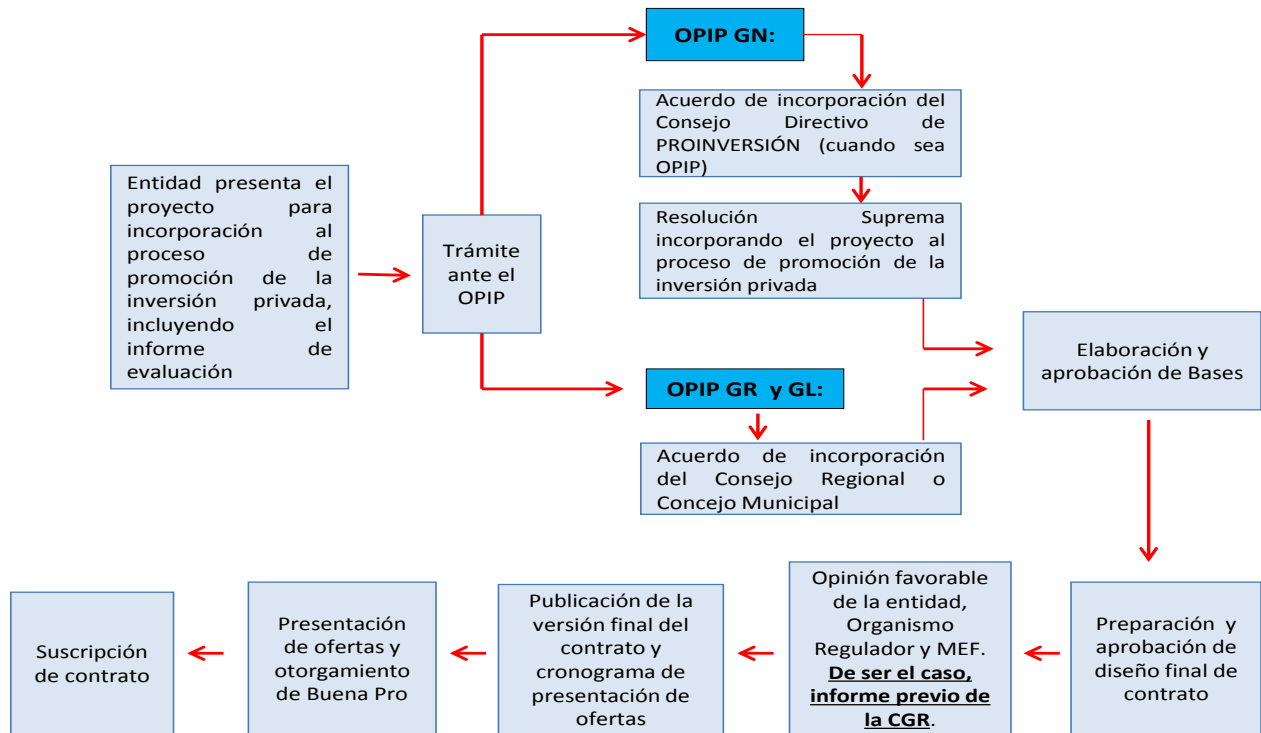 OPIP GN:
Acuerdo de incorporación del
Consejo Directivo de
PROINVERSIÓN (cuando sea
OPIP)
Entidad presenta el
proyecto para
incorporación al
proceso de
promoción de la
inversión privada,
incluyendo el
informe de
evaluación
Trámite
ante el
OPIP
Resolución Suprema
incorporando el proyecto al
proceso de promoción de la
inversión privada
OPIP GR y GL:
Acuerdo de incorporación
del Consejo Regional o
Concejo Municipal
Elaboración y
aprobación de Bases
Preparación y
aprobación de
diseño final de
contrato
Opinión favorable
de la entidad,
Organismo
Regulador y MEF.
De ser el caso,
informe previo de
la CGR.
Publicación de la
versión final del
contrato y
cronograma de
presentación de
ofertas
Presentación
de ofertas y
otorgamiento
de Buena Pro
Suscripción
de contrato